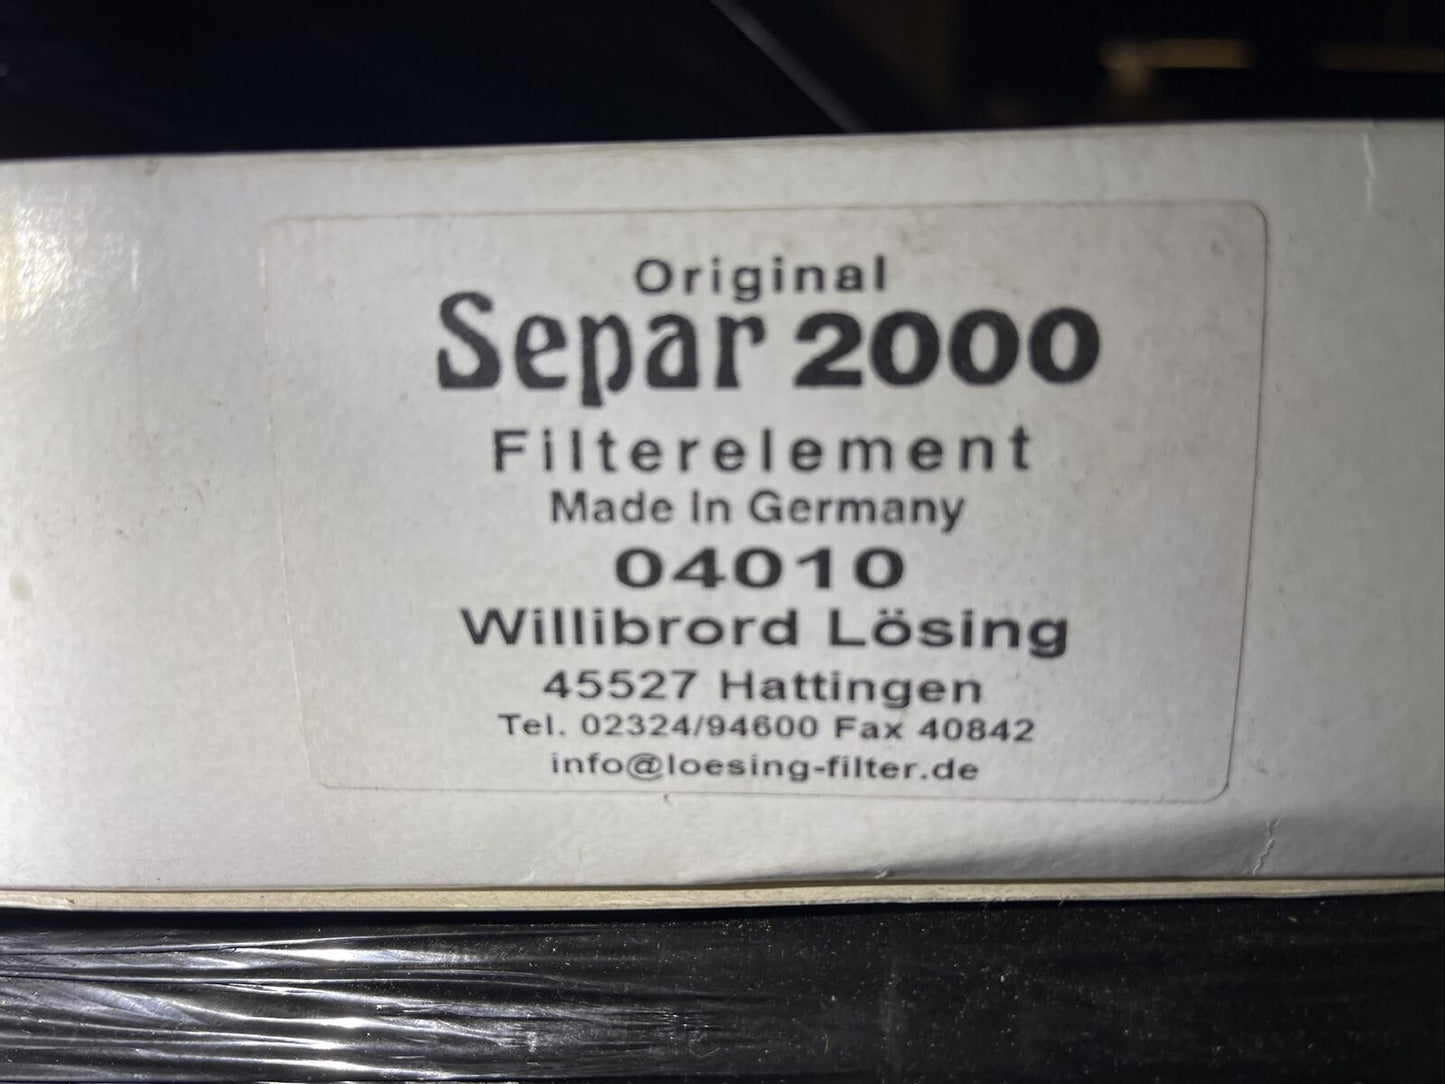 Original
Separ 2000
Filterelement
Made In Germany
04010
Willibrord Lösing
45527 Hattingen
Tel. 02324/94600 Fax 40842
info@loesing-filter.de